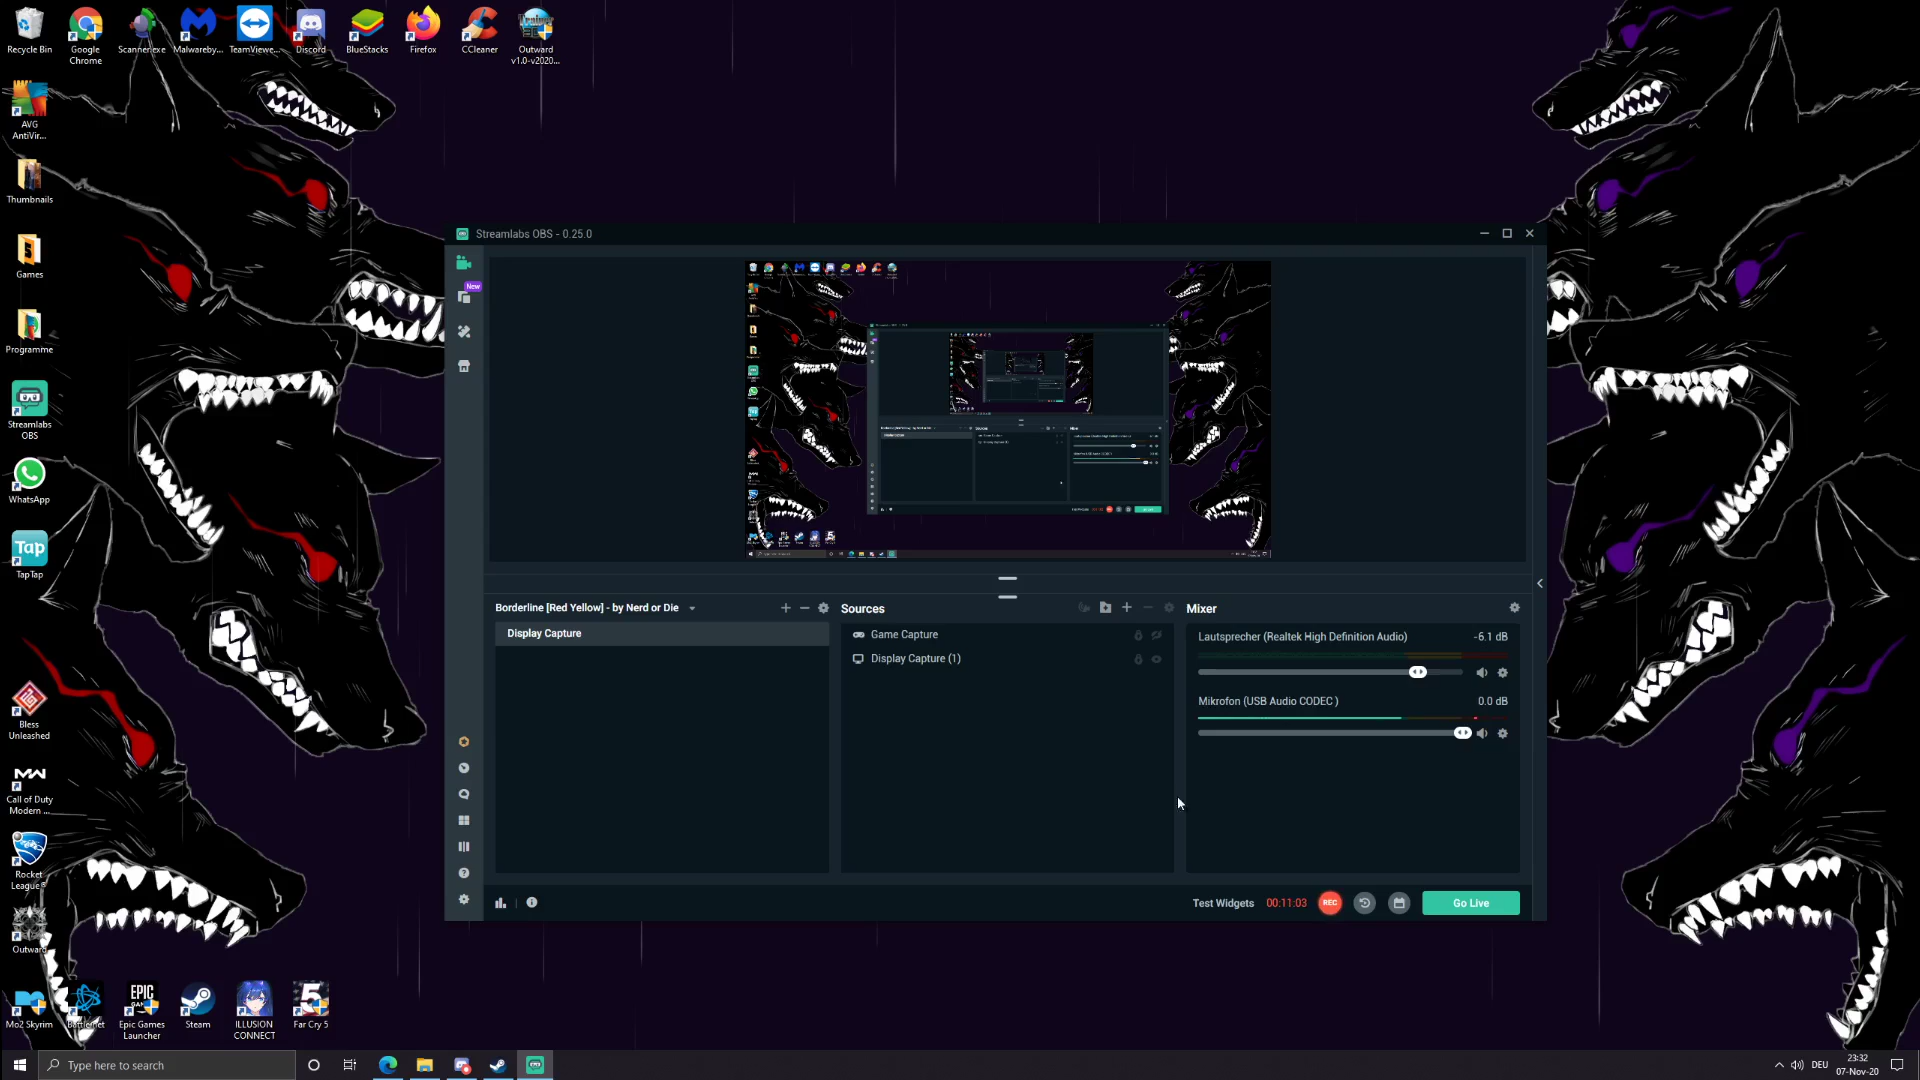 Recycle Bin
Google Chrome
Scanner.exe
Malwareby...
TeamViewe...
Discord
BlueStacks
Firefox
CCleaner
Outward v1.0-v2020...
AVG AntiVir...
Thumbnails
Games
Programme
Streamlabs OBS
WhatsApp
Tap
TapTap
Bless Unleashed
MW
Call of Duty Modern ...
Rocket League®
Outward
Mo2 Skyrim
Battle.net
EPIC GAMES
Epic Games Launcher
Steam
ILLUSION CONNECT
5
Far Cry 5
Streamlabs OBS - 0.25.0
New
Borderline [Red Yellow] - by Nerd or Die
Display Capture
Sources
Game Capture
Display Capture (1)
Mixer
Lautsprecher (Realtek High Definition Audio)
-6.1 dB
Mikrofon (USB Audio CODEC )
0.0 dB
Test Widgets
00:11:03
REC
Go Live
Type here to search
DEU
23:32
07-Nov-20